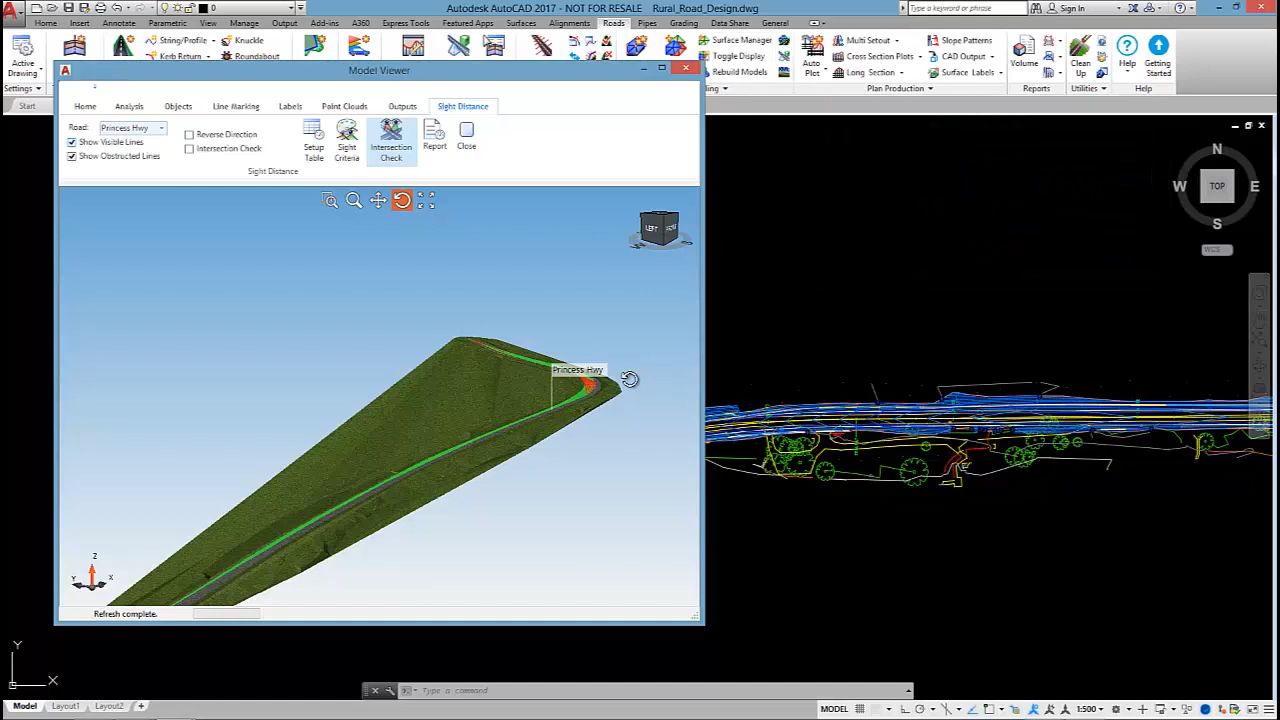 Autodesk AutoCAD 2017 - NOT FOR RESALE Rural_Road_Design.dwg
Type a keyword or phrase
Sign In
Home Insert Annotate Parametric View Manage Output Add-ins A360 Express Tools Featured Apps Surfaces Alignments Roads Pipes Grading Data Share General
String/Profile Knuckle
Kerb Return Roundabout
Active
Drawing
Settings
Surface Manager
Toggle Display
Rebuild Models
Auto
Plot
Multi Setout Slope Patterns
Cross Section Plots CAD Output
Long Section Surface Labels
Plan Production
Volume
Reports
Clean
Up
Utilities
Help
Getting
Started
Help
Start
Model Viewer
Home Analysis Objects Line Marking Labels Point Clouds Outputs Sight Distance
Road: Princess Hwy
Show Visible Lines
Show Obstructed Lines
Reverse Direction
Intersection Check
Setup
Table
Sight
Criteria
Intersection
Check
Report
Close
Sight Distance
LEFT
Princess Hwy
Z
Y X
Refresh complete.
N
W TOP E
S
WCS
Y
X
Type a command
Model Layout1 Layout2
MODEL 1:500